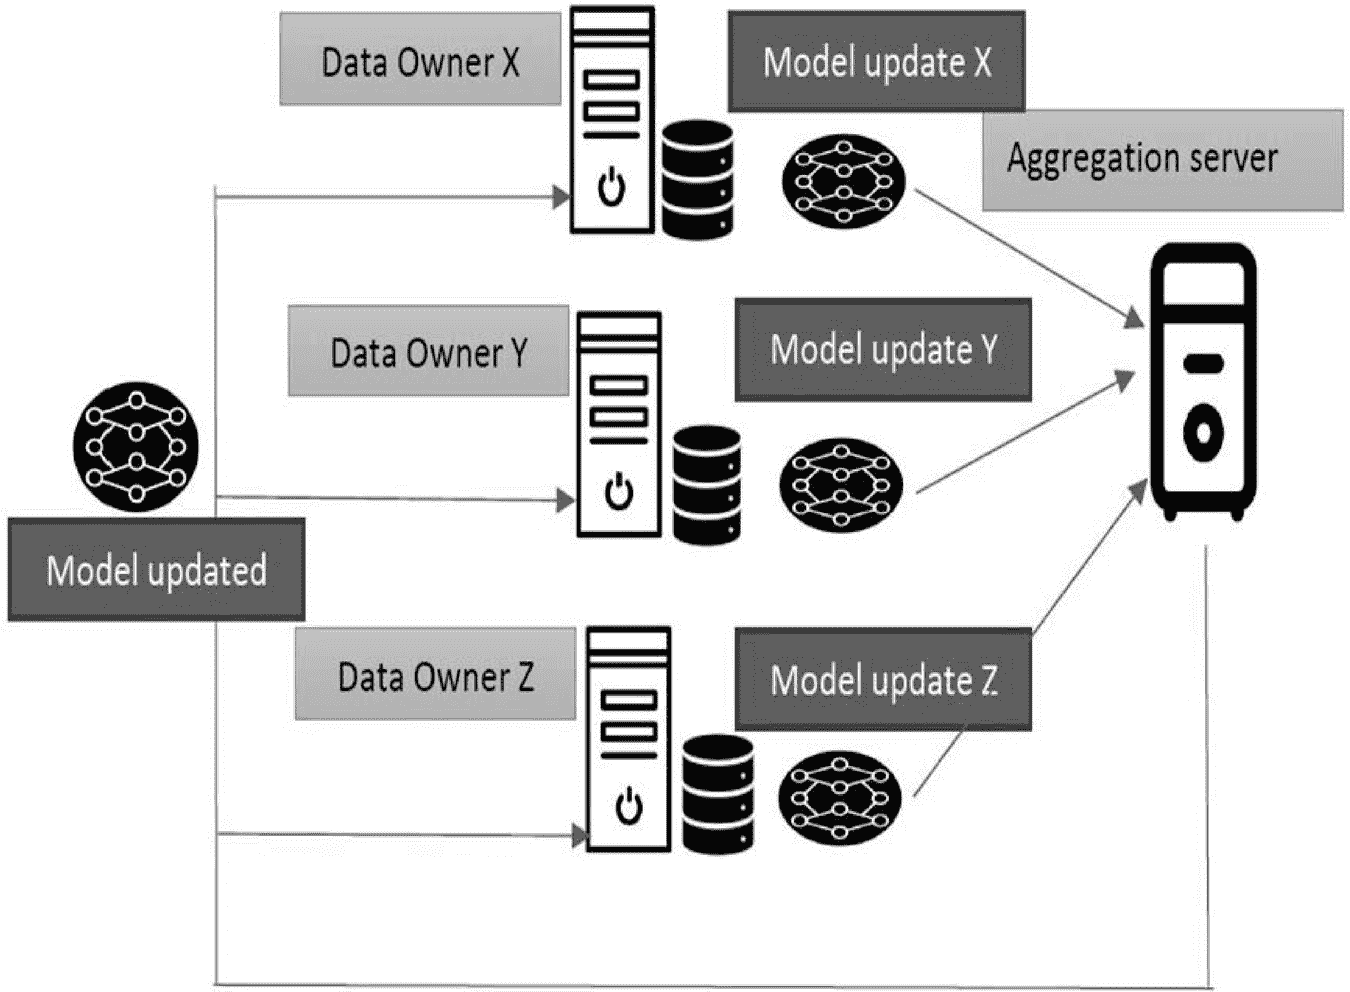 Data Owner X
Model update X
Aggregation server
Data Owner Y
Model update Y
Model updated
Data Owner Z
Model update Z